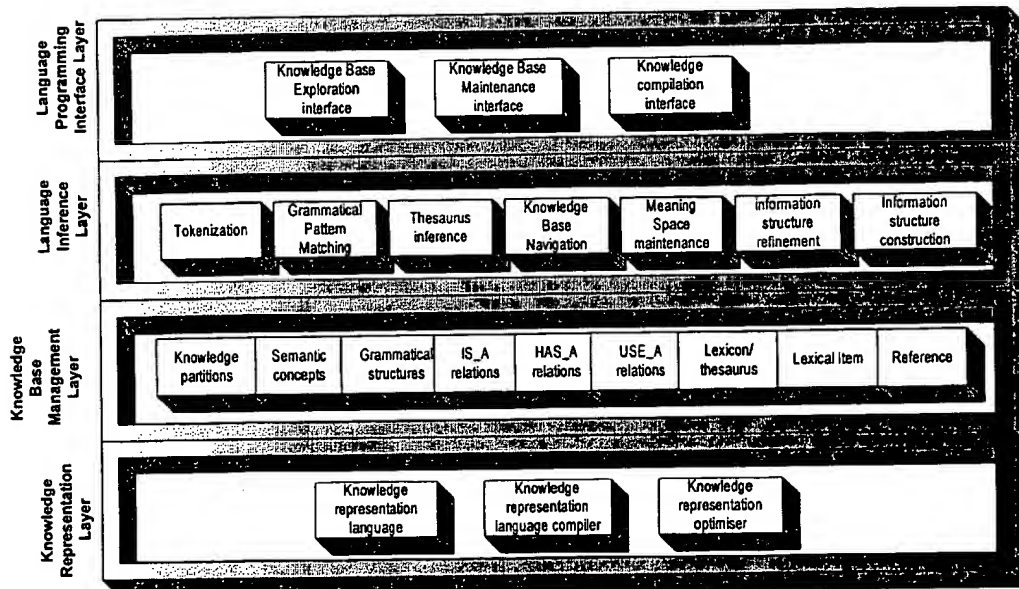 Language
Programming
Interface Layer
Knowledge Base
Exploration
interface
Knowledge Base
Maintenance
interface
Knowledge
compilation
interface
Language
Inference
Layer
Tokenization
Grammatical
Pattern
Matching
Thesaurus
inference
Knowledge
Base
Navigation
Meaning
Space
maintenance
information
structure
refinement
Information
structure
construction
Knowledge
Base
Management
Layer
Knowledge
partitions
Semantic
concepts
Grammatical
structures
IS_A
relations
HAS_A
relations
USE_A
relations
Lexicon/
thesaurus
Lexical Item
Reference
Knowledge
Representation
Layer
Knowledge
representation
language
Knowledge
representation
language compiler
Knowledge
representation
optimiser